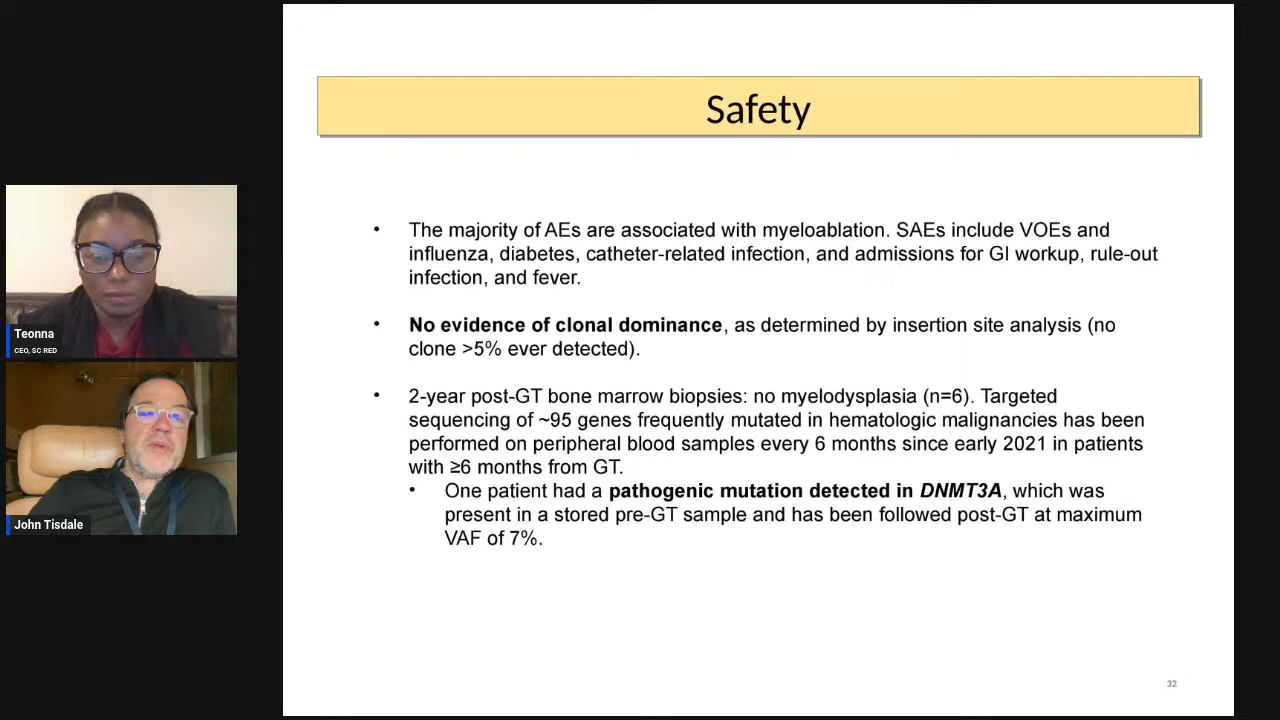 Safety
• The majority of AEs are associated with myeloablation. SAEs include VOEs and
influenza, diabetes, catheter-related infection, and admissions for GI workup, rule-out
infection, and fever.
• No evidence of clonal dominance, as determined by insertion site analysis (no
clone >5% ever detected).
• 2-year post-GT bone marrow biopsies: no myelodysplasia (n=6). Targeted
sequencing of ~95 genes frequently mutated in hematologic malignancies has been
performed on peripheral blood samples every 6 months since early 2021 in patients
with ≥6 months from GT.
• One patient had a pathogenic mutation detected in DNMT3A, which was
present in a stored pre-GT sample and has been followed post-GT at maximum
VAF of 7%.
32
Teonna
CEO, SC RED
John Tisdale